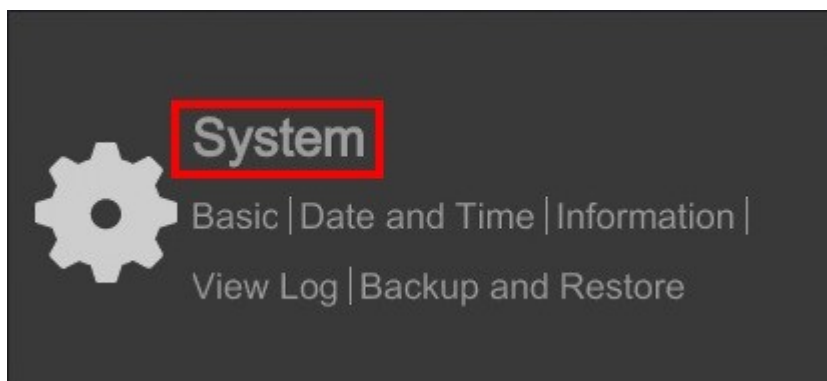 System
Basic | Date and Time | Information |
View Log | Backup and Restore